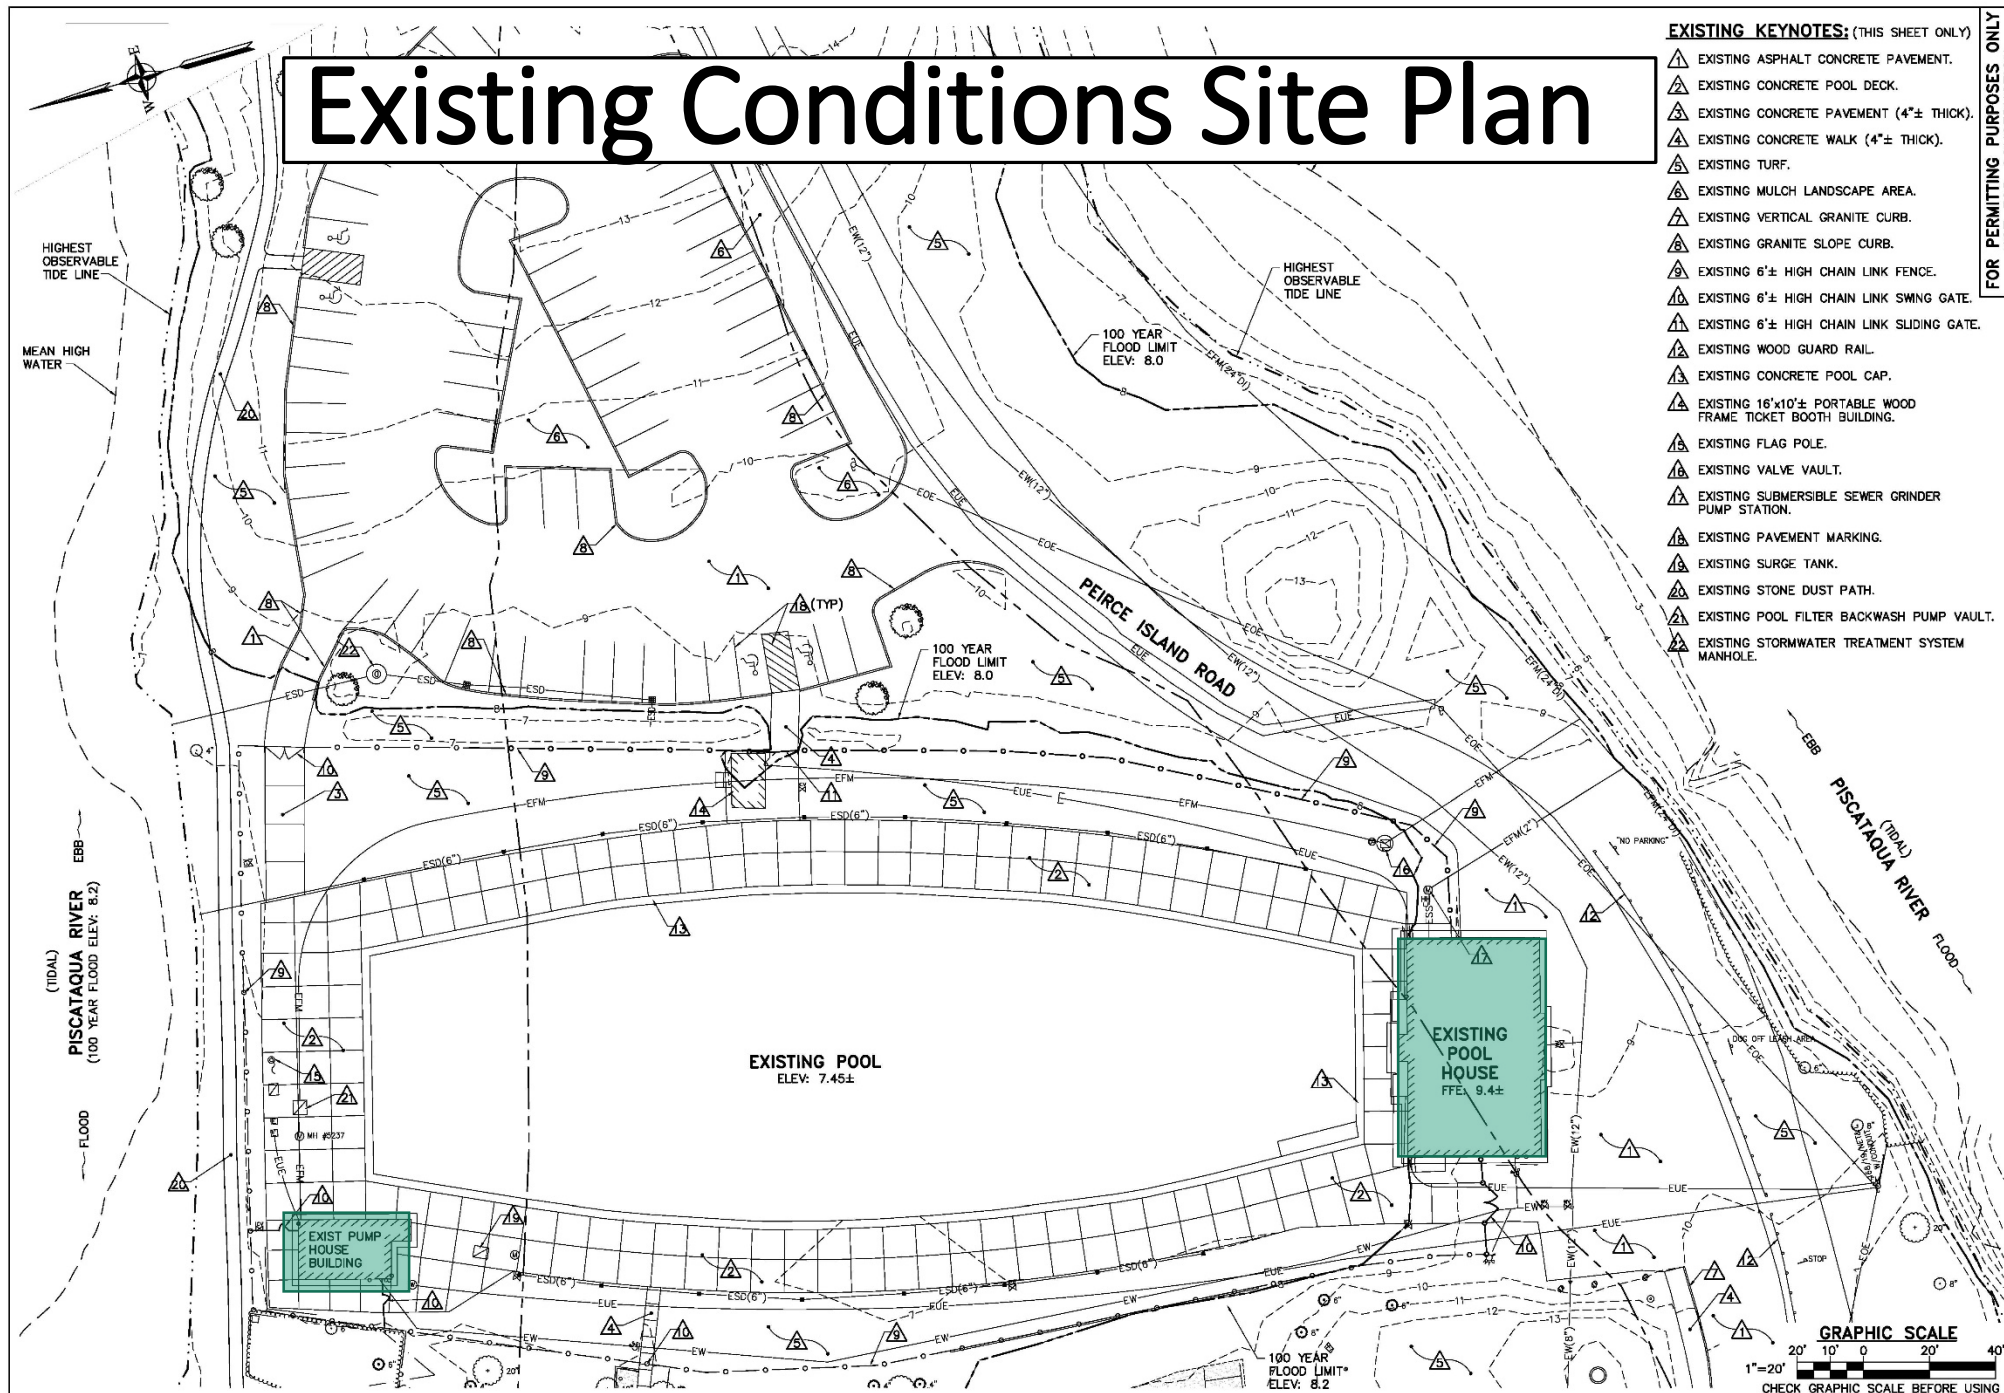 Existing Conditions Site Plan
EXISTING KEYNOTES: (THIS SHEET ONLY)
1 EXISTING ASPHALT CONCRETE PAVEMENT.
2 EXISTING CONCRETE POOL DECK.
3 EXISTING CONCRETE PAVEMENT (4"± THICK).
4 EXISTING CONCRETE WALK (4"± THICK).
5 EXISTING TURF.
6 EXISTING MULCH LANDSCAPE AREA.
7 EXISTING VERTICAL GRANITE CURB.
8 EXISTING GRANITE SLOPE CURB.
9 EXISTING 6'± HIGH CHAIN LINK FENCE.
10 EXISTING 6'± HIGH CHAIN LINK SWING GATE.
11 EXISTING 6'± HIGH CHAIN LINK SLIDING GATE.
12 EXISTING WOOD GUARD RAIL.
13 EXISTING CONCRETE POOL CAP.
14 EXISTING 16'x10'± PORTABLE WOOD
FRAME TICKET BOOTH BUILDING.
15 EXISTING FLAG POLE.
16 EXISTING VALVE VAULT.
17 EXISTING SUBMERSIBLE SEWER GRINDER
PUMP STATION.
18 EXISTING PAVEMENT MARKING.
19 EXISTING SURGE TANK.
20 EXISTING STONE DUST PATH.
21 EXISTING POOL FILTER BACKWASH PUMP VAULT.
22 EXISTING STORMWATER TREATMENT SYSTEM
MANHOLE.
FOR PERMITTING PURPOSES ONLY
HIGHEST
OBSERVABLE
TIDE LINE
MEAN HIGH
WATER
HIGHEST
OBSERVABLE
TIDE LINE
100 YEAR
FLOOD LIMIT
ELEV: 8.0
PEIRCE ISLAND ROAD
18 (TYP)
100 YEAR
FLOOD LIMIT
ELEV: 8.0
EBB
(TIDAL)
PISCATAQUA RIVER
(100 YEAR FLOOD ELEV: 8.2)
FLOOD
EBB
(TIDAL)
PISCATAQUA RIVER
FLOOD
"NO PARKING"
EXISTING POOL
ELEV: 7.45±
EXISTING
POOL
HOUSE
FFE: 9.4±
DOG OFF LEASH AREA
MH #5237
EXIST PUMP
HOUSE
BUILDING
STOP
100 YEAR
FLOOD LIMIT
ELEV: 8.2
GRAPHIC SCALE
20' 10' 0 20' 40'
1"=20'
CHECK GRAPHIC SCALE BEFORE USING